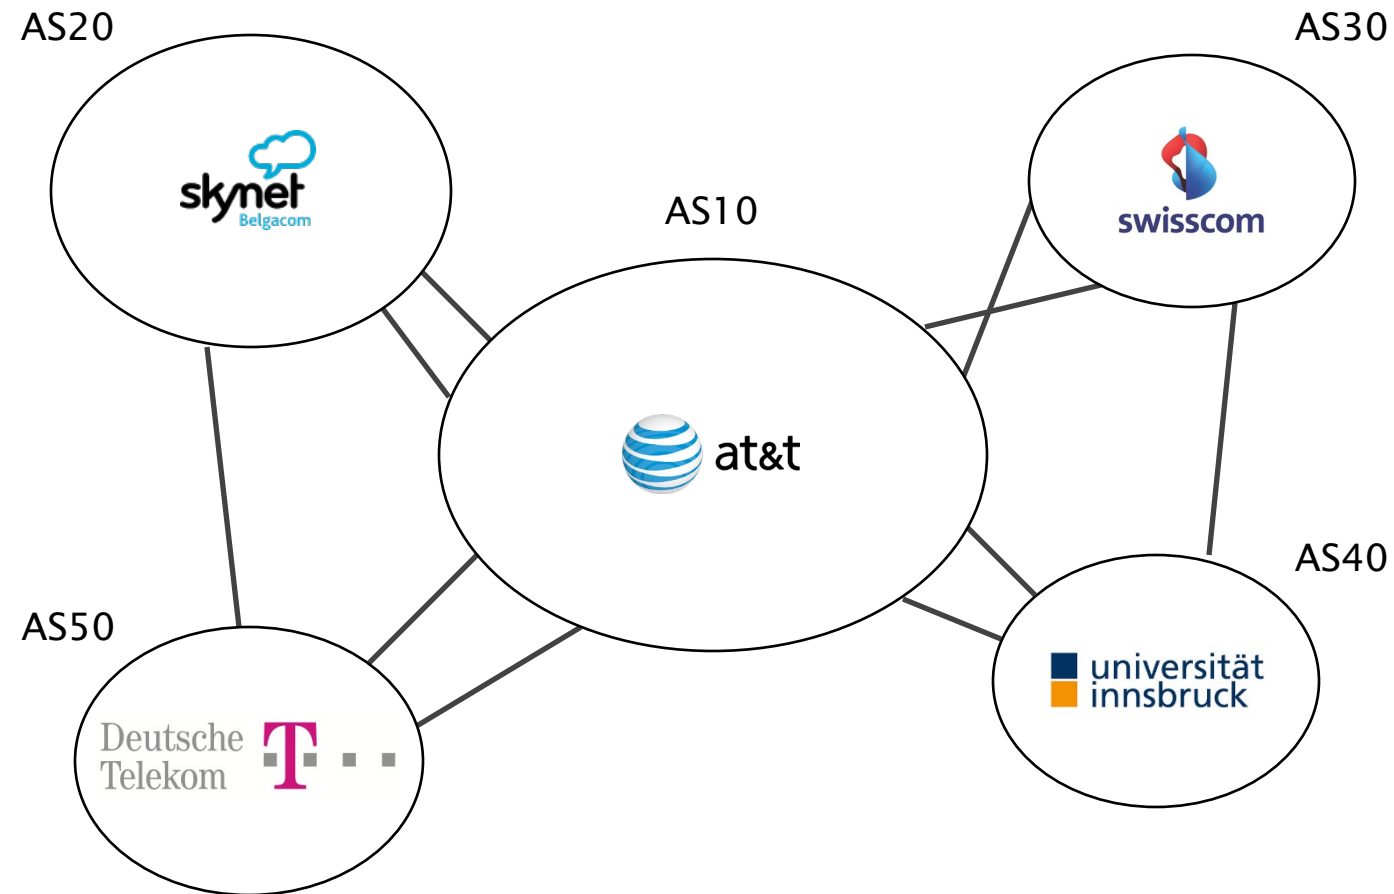 AS20
AS30
skynet
Belgacom
swisscom
AS10
at&t
AS50
AS40
Deutsche
Telekom
T
universität
innsbruck